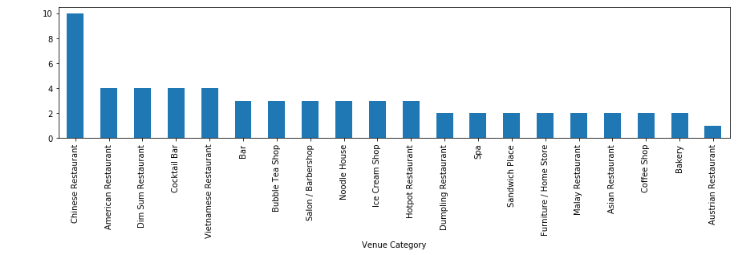 10
8
6
4
2
0
Chinese Restaurant
American Restaurant
Dim Sum Restaurant
Cocktail Bar
Vietnamese Restaurant
Bar
Bubble Tea Shop
Salon / Barbershop
Noodle House
Ice Cream Shop
Hotpot Restaurant
Dumpling Restaurant
Spa
Sandwich Place
Furniture / Home Store
Malay Restaurant
Asian Restaurant
Coffee Shop
Bakery
Austrian Restaurant
Venue Category